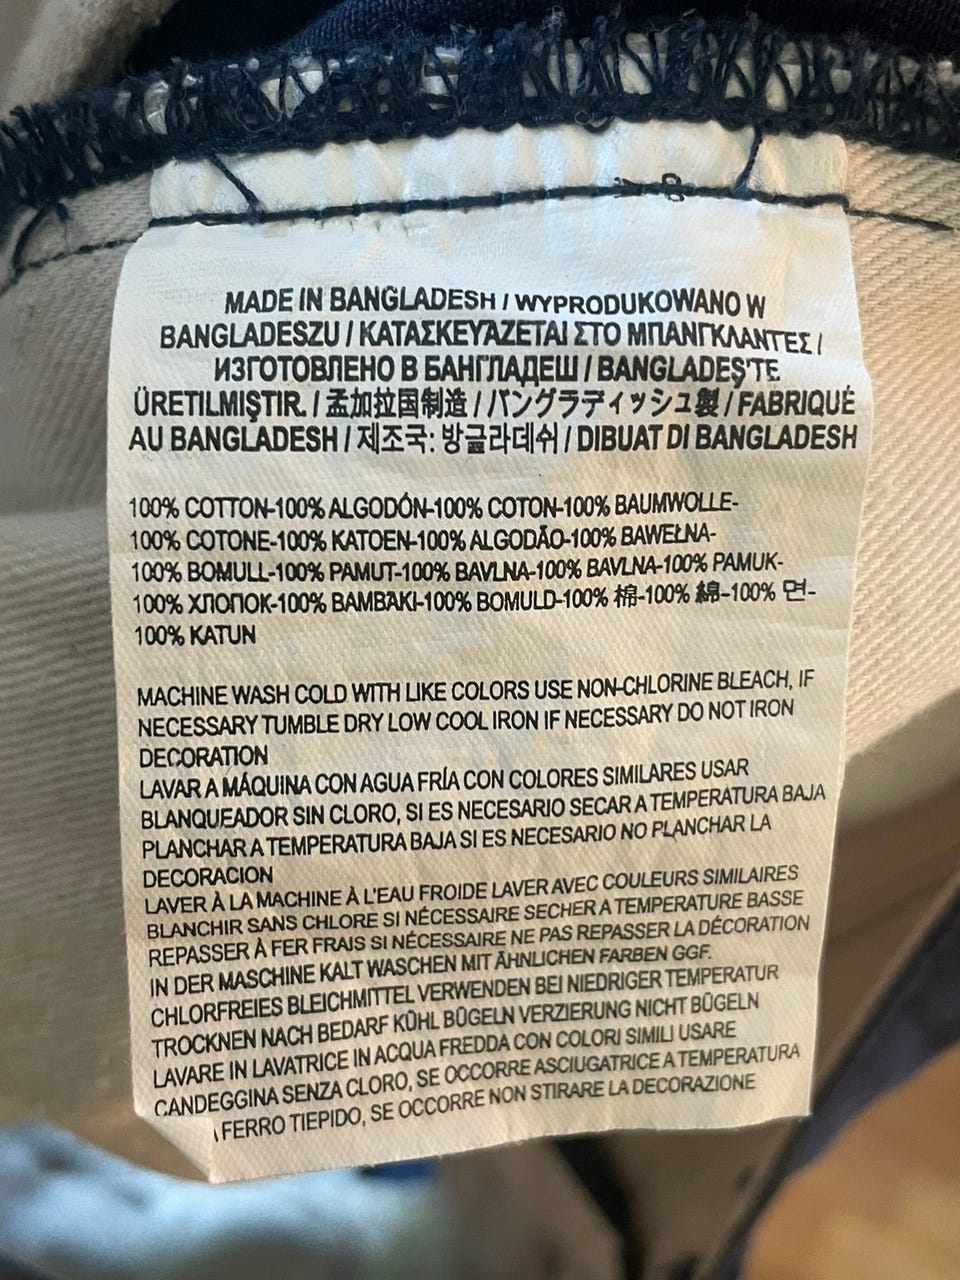 MADE IN BANGLADESH / WYPRODUKOWANO W
BANGLADESZU / ΚΑΤΑΣΚΕΥΆΖΕΤΑΙ ΣΤΟ ΜΠΑΝΓΚΛΑΝΤΕΣ /
ИЗГОТОВЛЕНО В БАНГЛАДЕШ / BANGLADEŞ'TE
ÜRETILMIŞTIR. / 孟加拉国制造 / バングラディッシュ製 / FABRIQUÉ
AU BANGLADESH / 제조국: 방글라데쉬 / DIBUAT DI BANGLADESH
100% COTTON-100% ALGODÓN-100% COTON-100% BAUMWOLLE-
100% COTONE-100% KATOEN-100% ALGODÃO-100% BAWEŁNA-
100% BOMULL-100% PAMUT-100% BAVLNA-100% BAVLNA-100% PAMUK-
100% ХЛОПОК-100% ΒΑΜΒΆΚΙ-100% BOMULD-100% 棉-100% 綿-100% 면-
100% KATUN
MACHINE WASH COLD WITH LIKE COLORS USE NON-CHLORINE BLEACH, IF
NECESSARY TUMBLE DRY LOW COOL IRON IF NECESSARY DO NOT IRON
DECORATION
LAVAR A MÁQUINA CON AGUA FRÍA CON COLORES SIMILARES USAR
BLANQUEADOR SIN CLORO, SI ES NECESARIO SECAR A TEMPERATURA BAJA
PLANCHAR A TEMPERATURA BAJA SI ES NECESARIO NO PLANCHAR LA
DECORACION
LAVER À LA MACHINE À L'EAU FROIDE LAVER AVEC COULEURS SIMILAIRES
BLANCHIR SANS CHLORE SI NÉCESSAIRE SECHER A TEMPERATURE BASSE
REPASSER À FER FRAIS SI NÉCESSAIRE NE PAS REPASSER LA DÉCORATION
IN DER MASCHINE KALT WASCHEN MIT ÄHNLICHEN FARBEN GGF.
CHLORFREIES BLEICHMITTEL VERWENDEN BEI NIEDRIGER TEMPERATUR
TROCKNEN NACH BEDARF KÜHL BÜGELN VERZIERUNG NICHT BÜGELN
LAVARE IN LAVATRICE IN ACQUA FREDDA CON COLORI SIMILI USARE
CANDEGGINA SENZA CLORO, SE OCCORRE ASCIUGATRICE A TEMPERATURA
FERRO TIEPIDO, SE OCCORRE NON STIRARE LA DECORAZIONE